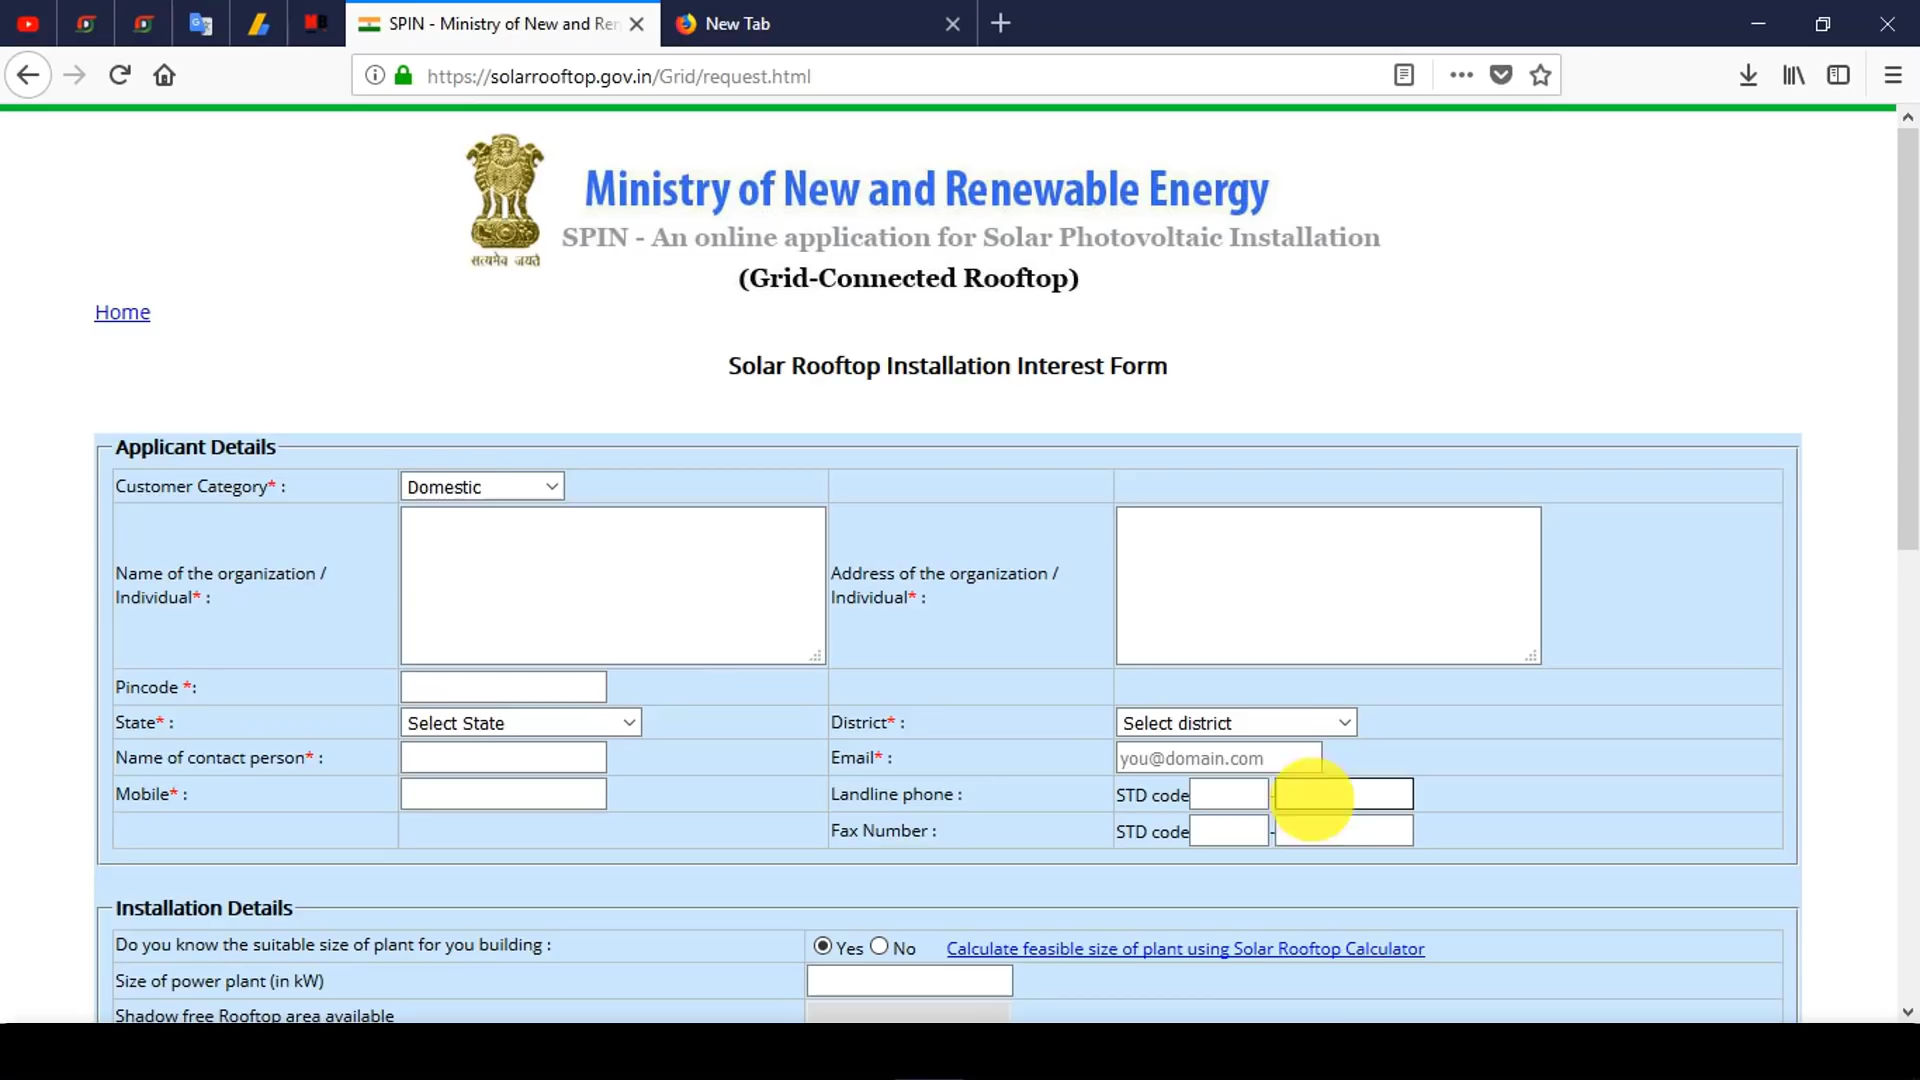 SPIN - Ministry of New and Ren
New Tab
https://solarrooftop.gov.in/Grid/request.html
Ministry of New and Renewable Energy
SPIN - An online application for Solar Photovoltaic Installation
सत्यमेव जयते
(Grid-Connected Rooftop)
Home
Solar Rooftop Installation Interest Form
Applicant Details
Customer Category* : Domestic
Name of the organization / Individual* :
Address of the organization / Individual* :
Pincode *:
State* : Select State District* : Select district
Name of contact person* : Email* : you@domain.com
Mobile* : Landline phone : STD code -
Fax Number : STD code -
Installation Details
Do you know the suitable size of plant for you building : Yes No Calculate feasible size of plant using Solar Rooftop Calculator
Size of power plant (in kW)
Shadow free Rooftop area available